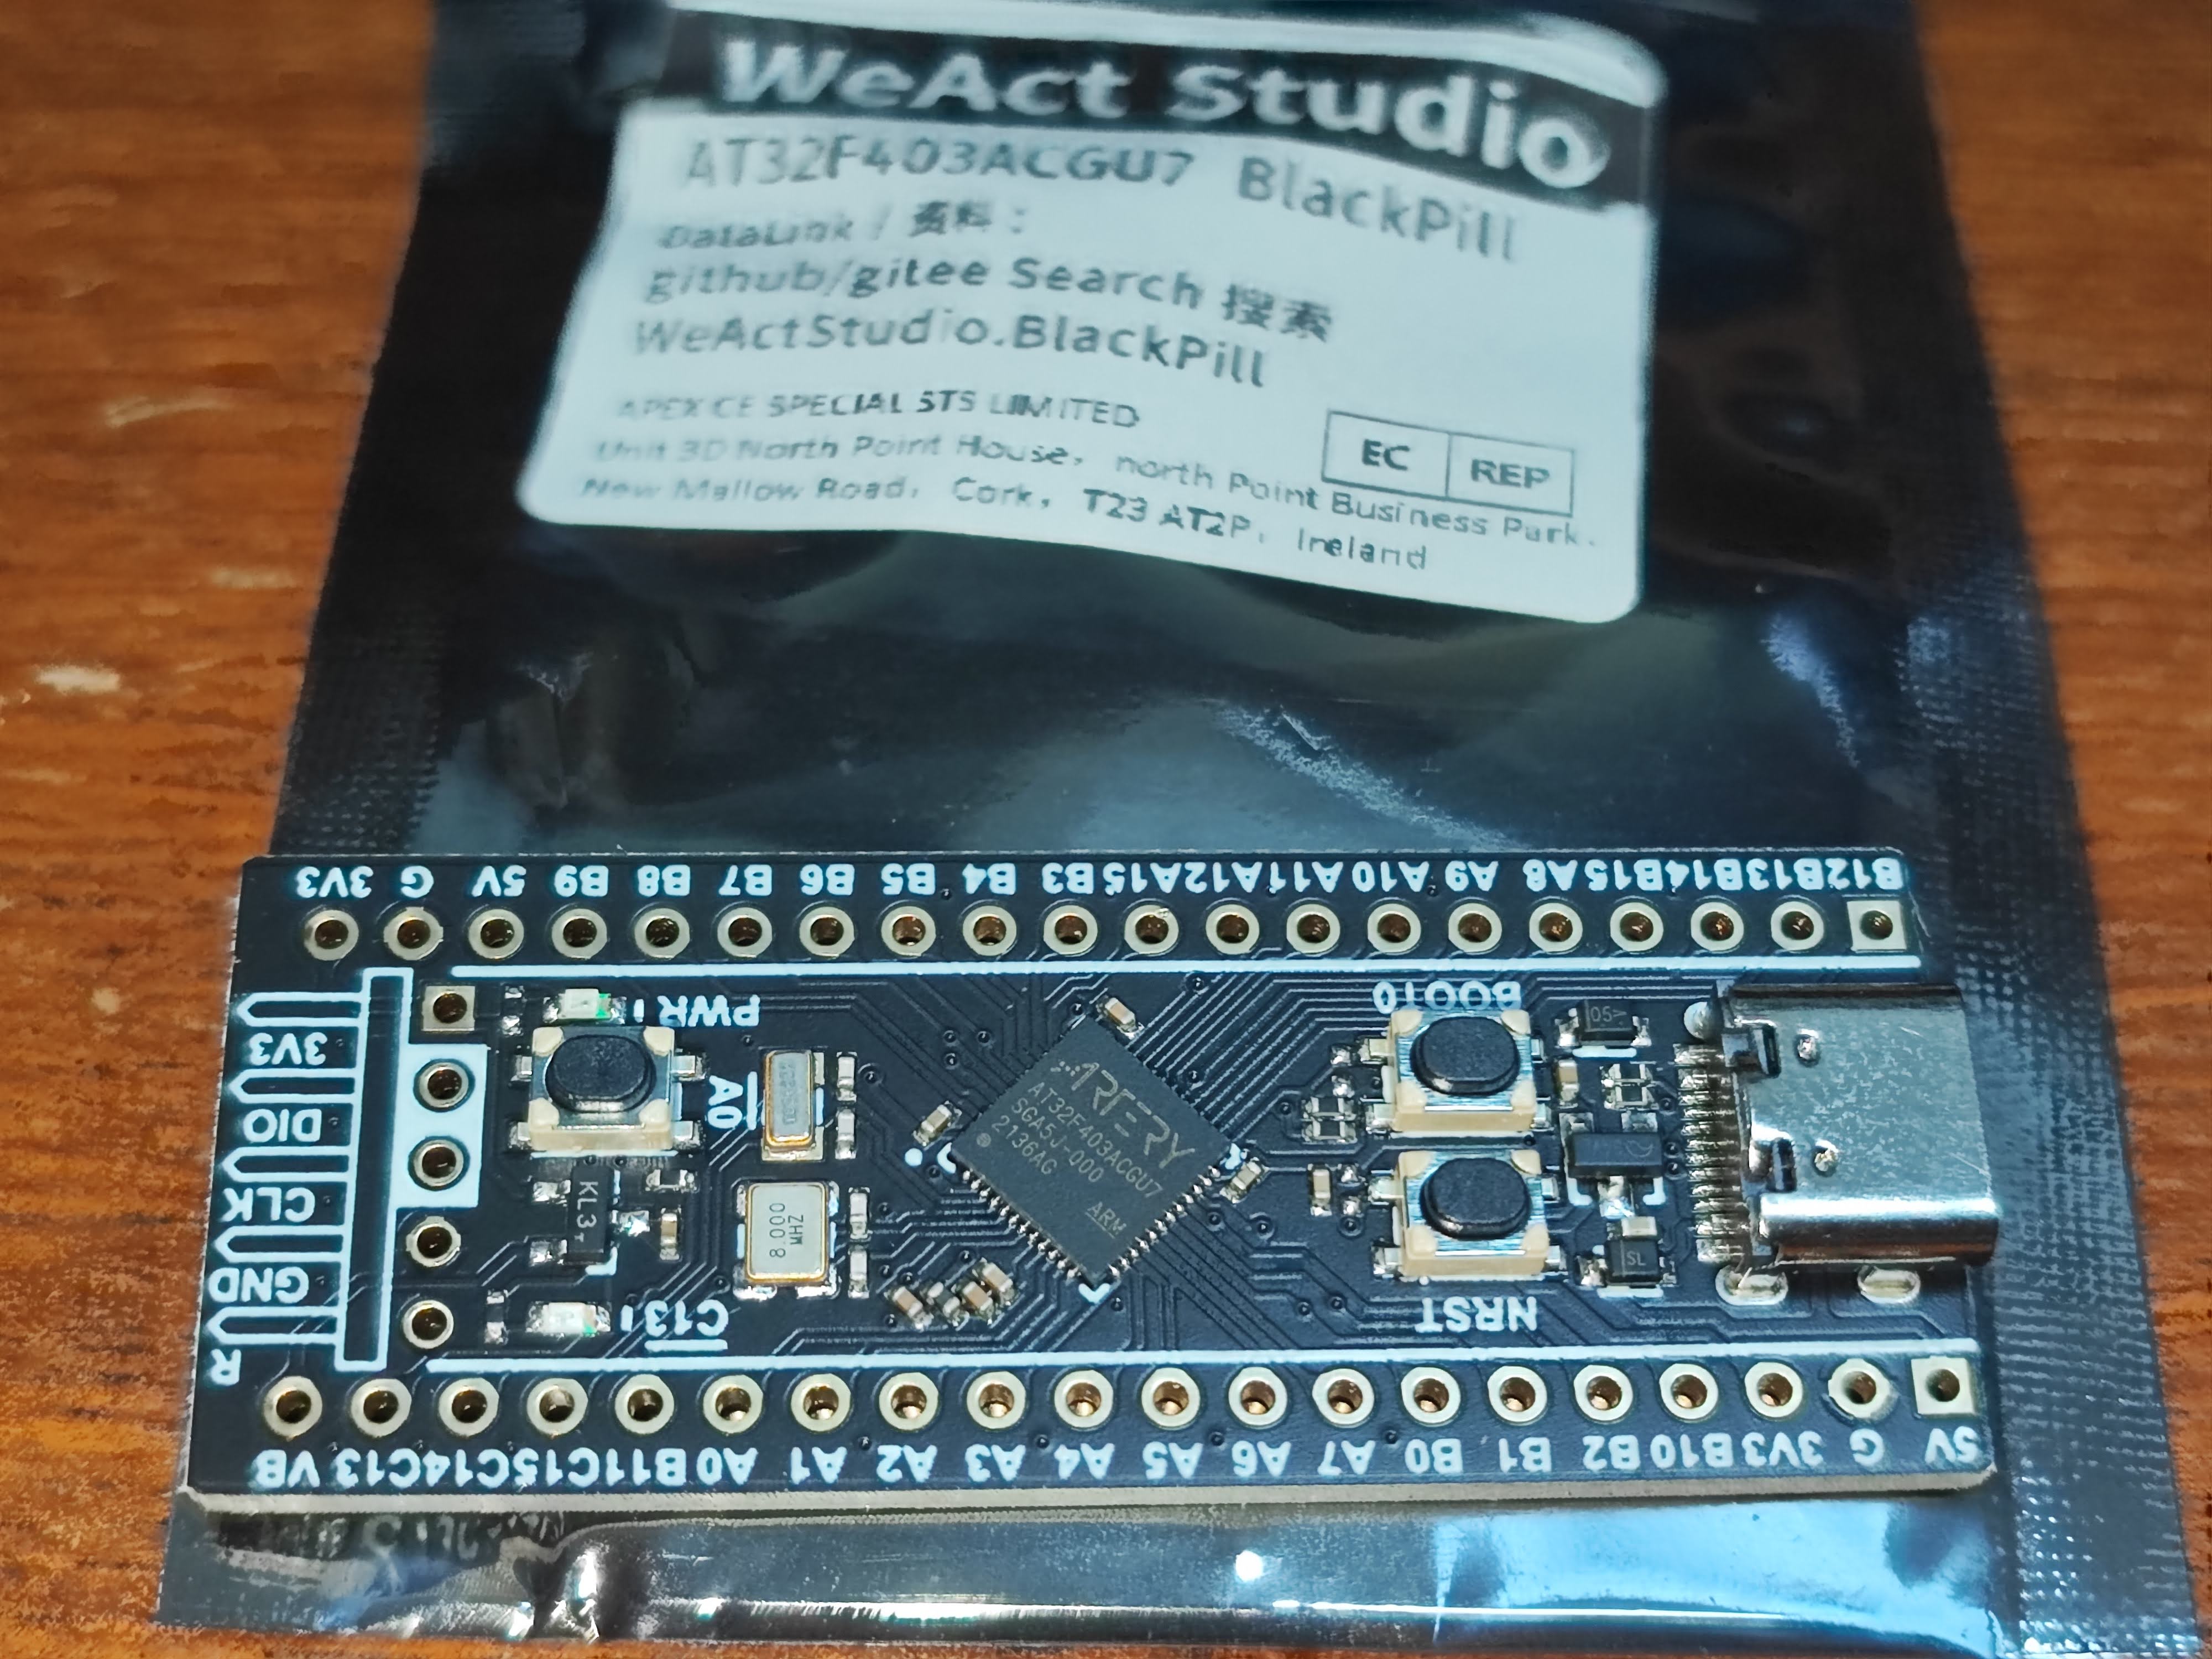 WeAct Studio
AT32F403ACGU7 BlackPill
DataLink / 资料：
github/gitee Search 搜索
WeActStudio.BlackPill
APEX CE SPECIALISTS LIMITED
EC REP
Unit 3D North Point House, north Point Business Park,
New Mallow Road, Cork, T23 AT2P, Ireland
3V3 G 5V B9 B8 B7 B6 B5 B4 B3 A15 A12 A11 A10 A9 A8 B15 B14 B13 B12
PWR
BOOT0
05>
3V3
DIO
CLK
GND
R
A0
KL3
8.000
MHZ
ARTERY
AT32F403ACGU7
SGA5J-000
2136AG
ARM
SL
C13
NRST
VB C13 C14 C15 B11 A0 A1 A2 A3 A4 A5 A6 A7 B0 B1 B2 B10 3V3 G 5V